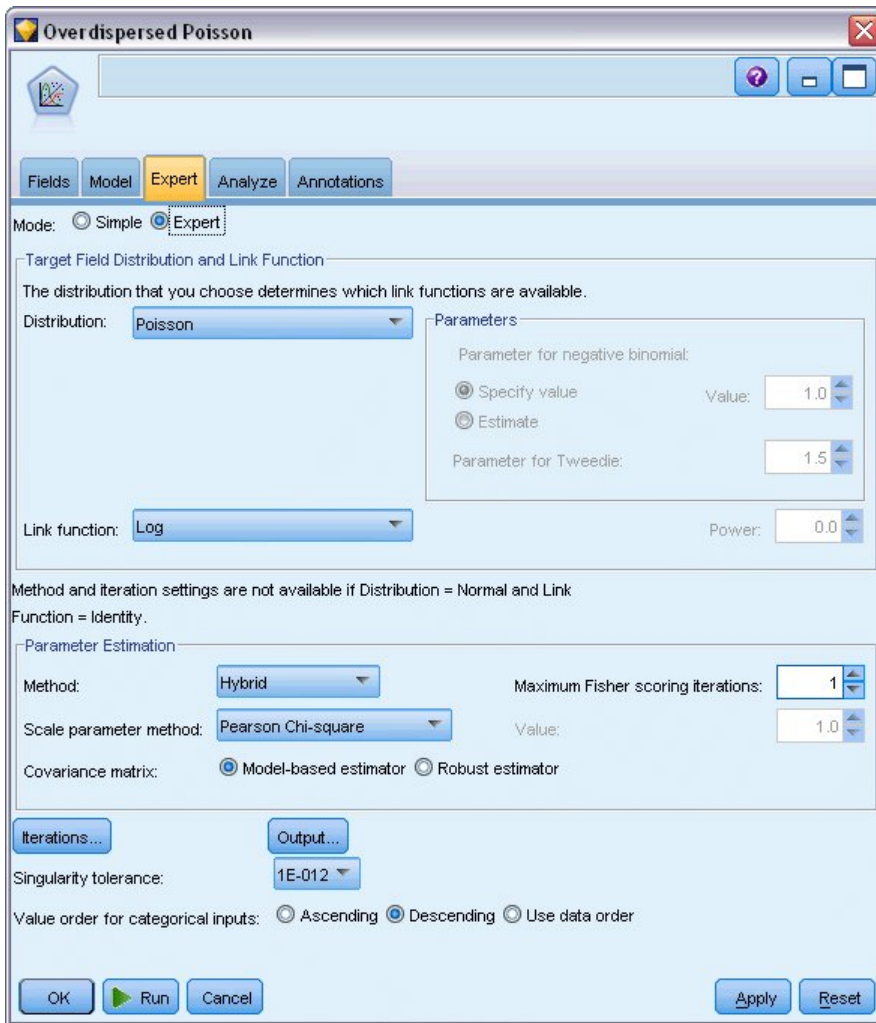 Overdispersed Poisson
Fields Model Expert Analyze Annotations
Mode: Simple Expert
Target Field Distribution and Link Function
The distribution that you choose determines which link functions are available.
Distribution: Poisson
Parameters
Parameter for negative binomial:
Specify value Value: 1.0
Estimate
Parameter for Tweedie: 1.5
Link function: Log Power: 0.0
Method and iteration settings are not available if Distribution = Normal and Link
Function = Identity.
Parameter Estimation
Method: Hybrid Maximum Fisher scoring iterations: 1
Scale parameter method: Pearson Chi-square Value: 1.0
Covariance matrix: Model-based estimator Robust estimator
Iterations... Output...
Singularity tolerance: 1E-012
Value order for categorical inputs: Ascending Descending Use data order
OK Run Cancel Apply Reset